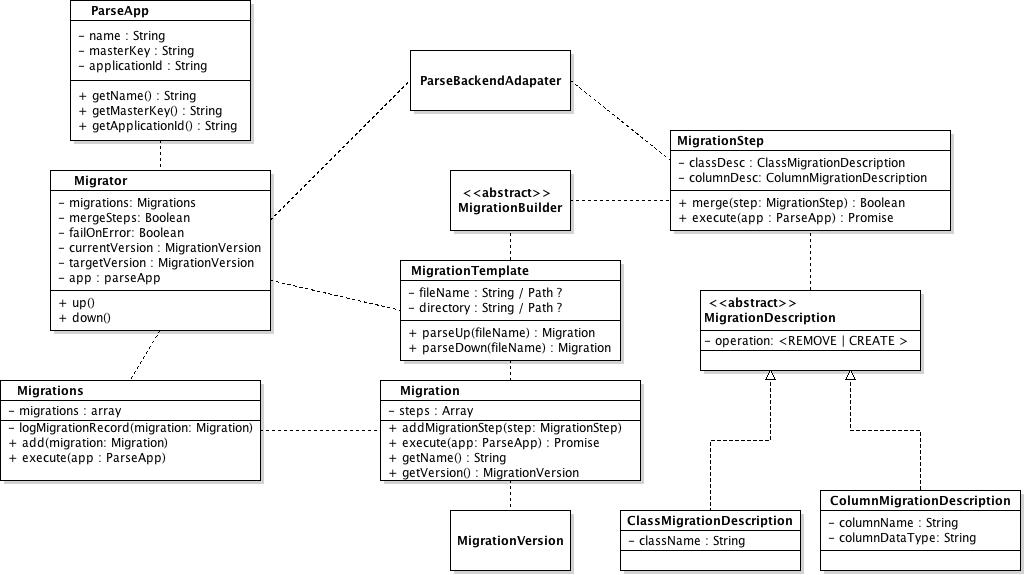 ParseApp
- name : String
- masterKey : String
- applicationId : String
+ getName() : String
+ getMasterKey() : String
+ getApplicationId() : String
ParseBackendAdapater
MigrationStep
- classDesc : ClassMigrationDescription
- columnDesc: ColumnMigrationDescription
+ merge(step: MigrationStep) : Boolean
+ execute(app : ParseApp) : Promise
Migrator
- migrations: Migrations
- mergeSteps: Boolean
- failOnError: Boolean
- currentVersion : MigrationVersion
- targetVersion : MigrationVersion
- app : parseApp
+ up()
+ down()
<<abstract>>
MigrationBuilder
MigrationTemplate
- fileName : String / Path ?
- directory : String / Path ?
+ parseUp(fileName) : Migration
+ parseDown(fileName) : Migration
<<abstract>>
MigrationDescription
- operation: <REMOVE | CREATE >
Migrations
- migrations : array
- logMigrationRecord(migration: Migration)
+ add(migration: Migration)
+ execute(app : ParseApp)
Migration
- steps : Array
+ addMigrationStep(step: MigrationStep)
+ execute(app: ParseApp) : Promise
+ getName() : String
+ getVersion() : MigrationVersion
MigrationVersion
ClassMigrationDescription
- className : String
ColumnMigrationDescription
- columnName : String
- columnDataType: String